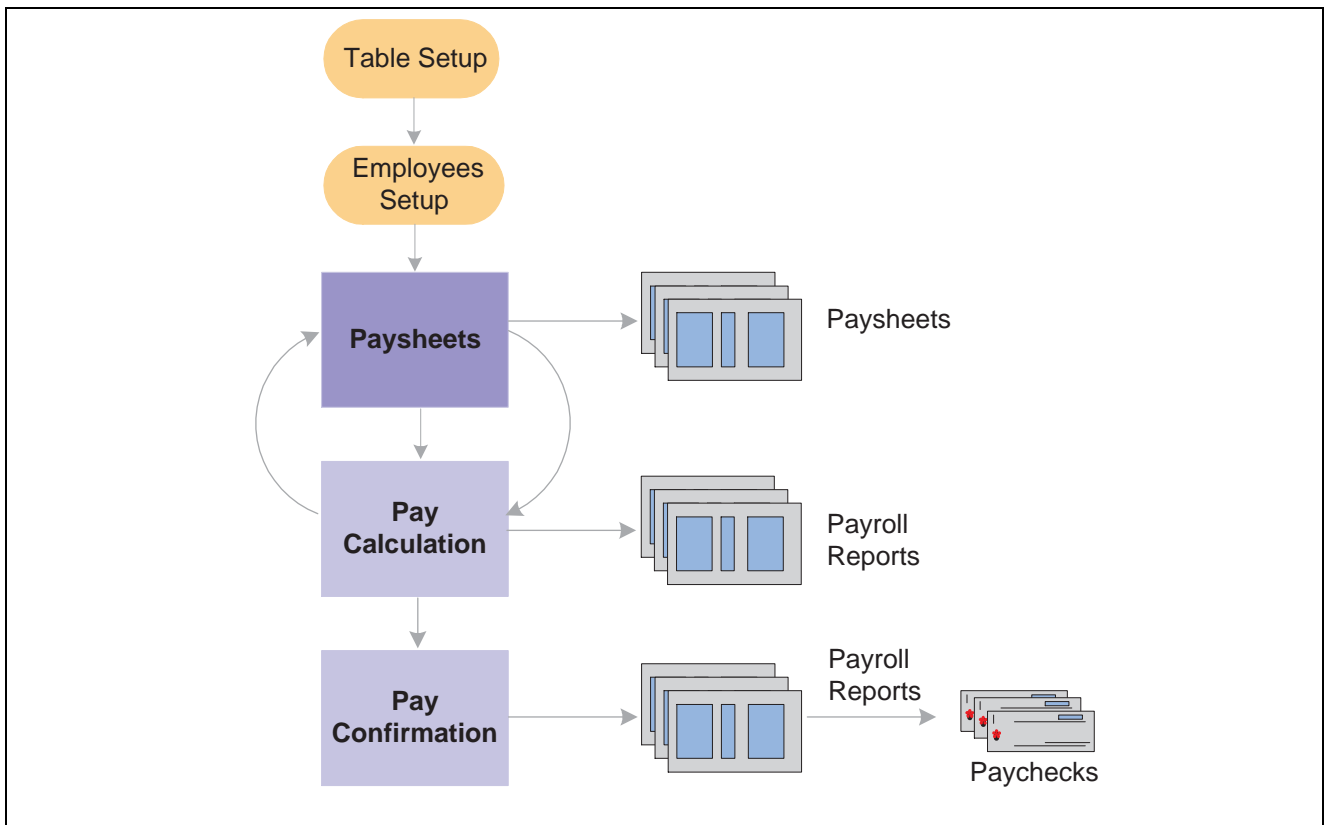 Table Setup
Employees
Setup
Paysheets
Paysheets
Pay
Calculation
Payroll
Reports
Pay
Confirmation
Payroll
Reports
Paychecks